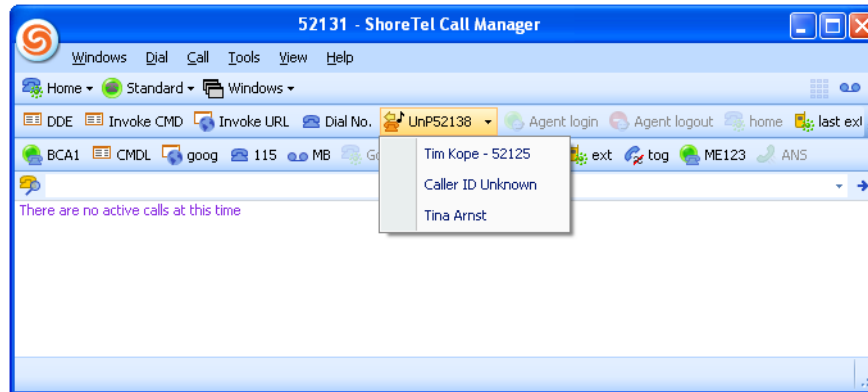 52131 - ShoreTel Call Manager
Windows Dial Call Tools View Help
Home Standard Windows
DDE Invoke CMD Invoke URL Dial No. UnP52138 Agent login Agent logout home last ext
BCA1 CMDL goog 115 MB ext tog ME123 ANS
Tim Kope - 52125
Caller ID Unknown
Tina Arnst
There are no active calls at this time